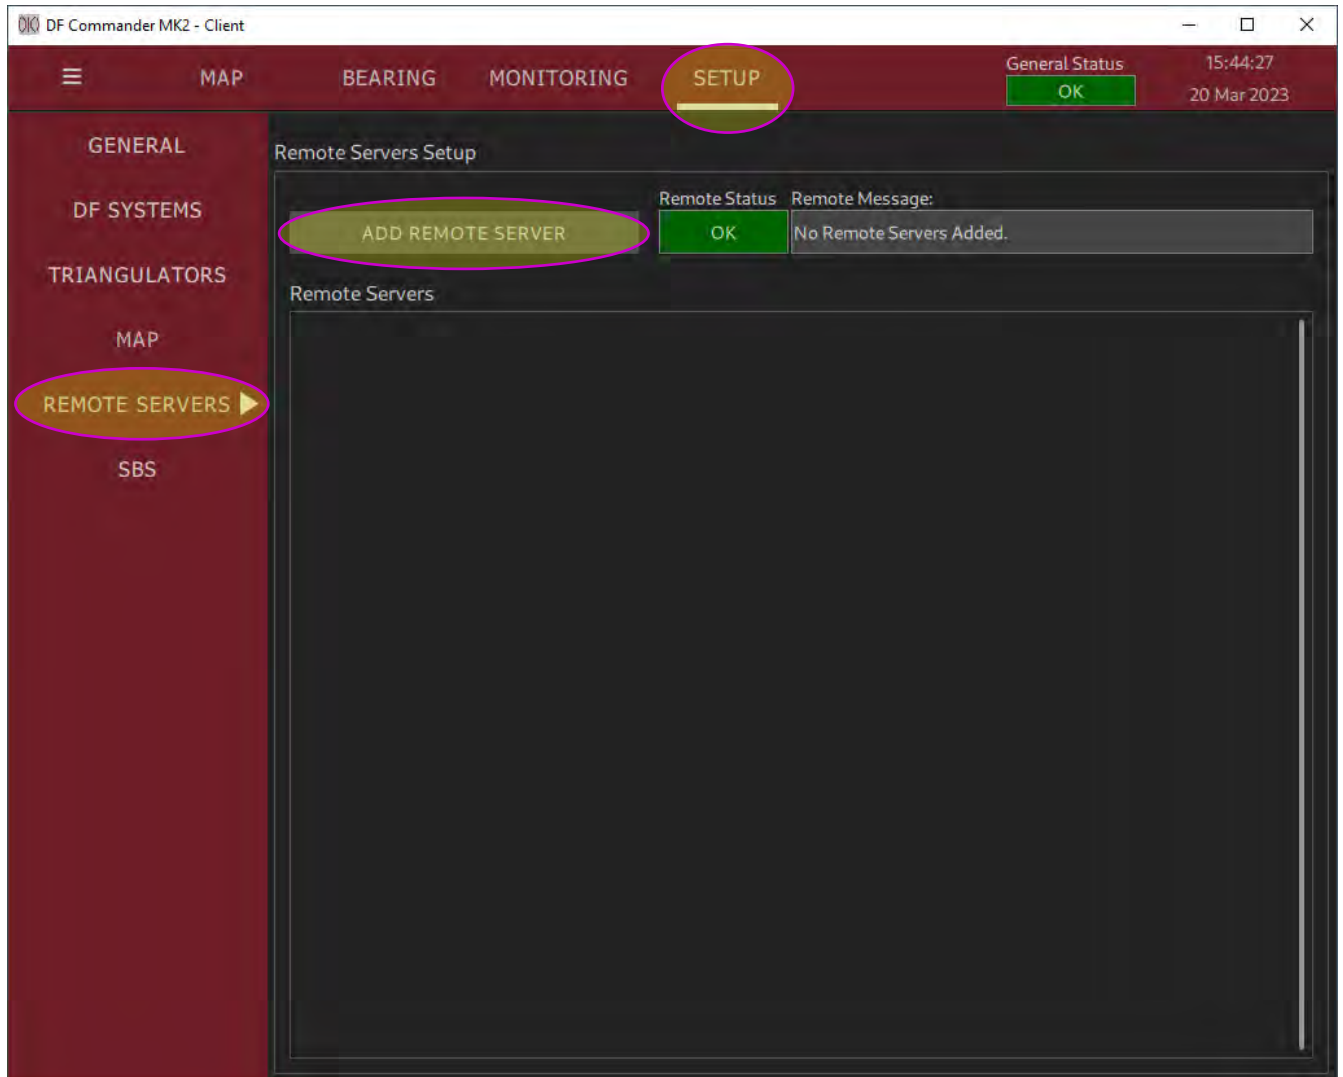 DF Commander MK2 - Client
MAP BEARING MONITORING SETUP General Status 15:44:27
OK 20 Mar 2023
GENERAL
DF SYSTEMS
TRIANGULATORS
MAP
REMOTE SERVERS
SBS
Remote Servers Setup
Remote Status Remote Message:
ADD REMOTE SERVER OK No Remote Servers Added.
Remote Servers